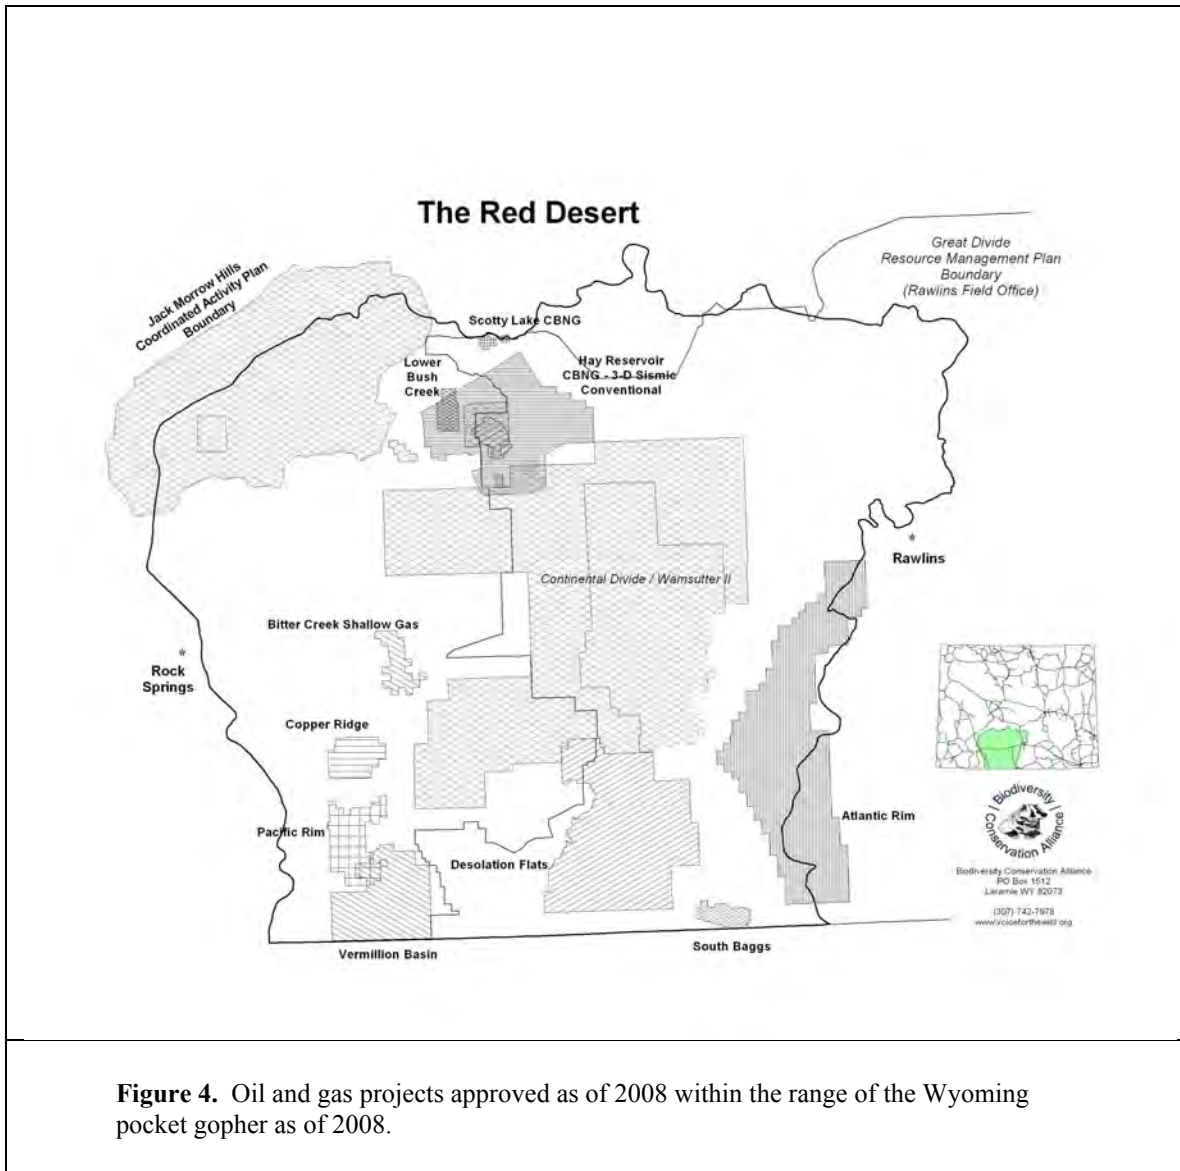 The Red Desert
Great Divide
Resource Management Plan
Boundary
(Rawlins Field Office)
Jack Morrow Hills
Coordinated Activity Plan
Boundary
Scotty Lake CBNG
Lower
Bush
Creek
Hay Reservoir
CBNG - 3-D Sismic
Conventional
Rawlins
Continental Divide / Wamsutter II
Bitter Creek Shallow Gas
Rock
Springs
Copper Ridge
Pacific Rim
Desolation Flats
Atlantic Rim
Vermillion Basin
South Baggs
Biodiversity
Conservation Alliance
Biodiversity Conservation Alliance
PO Box 1512
Laramie WY 82073
(307) 742-7978
Figure 4. Oil and gas projects approved as of 2008 within the range of the Wyoming
pocket gopher as of 2008.